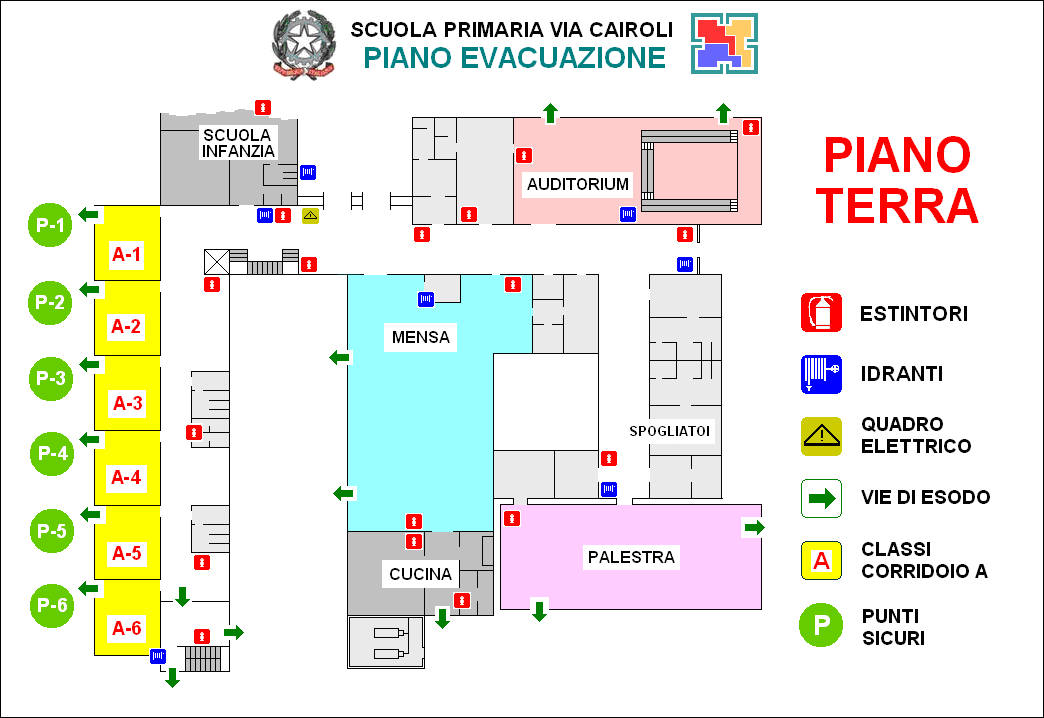 SCUOLA PRIMARIA VIA CAIROLI
PIANO EVACUAZIONE
PIANO
TERRA
SCUOLA
INFANZIA
AUDITORIUM
P-1
A-1
P-2
A-2
MENSA
P-3
A-3
P-4
A-4
SPOGLIATOI
P-5
A-5
PALESTRA
CUCINA
P-6
A-6
ESTINTORI
IDRANTI
QUADRO
ELETTRICO
VIE DI ESODO
A
CLASSI
CORRIDOIO A
P
PUNTI
SICURI